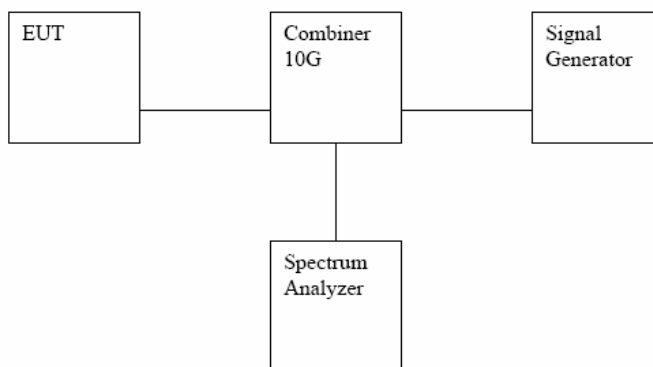 EUT
Combiner
10G
Signal
Generator
Spectrum
Analyzer